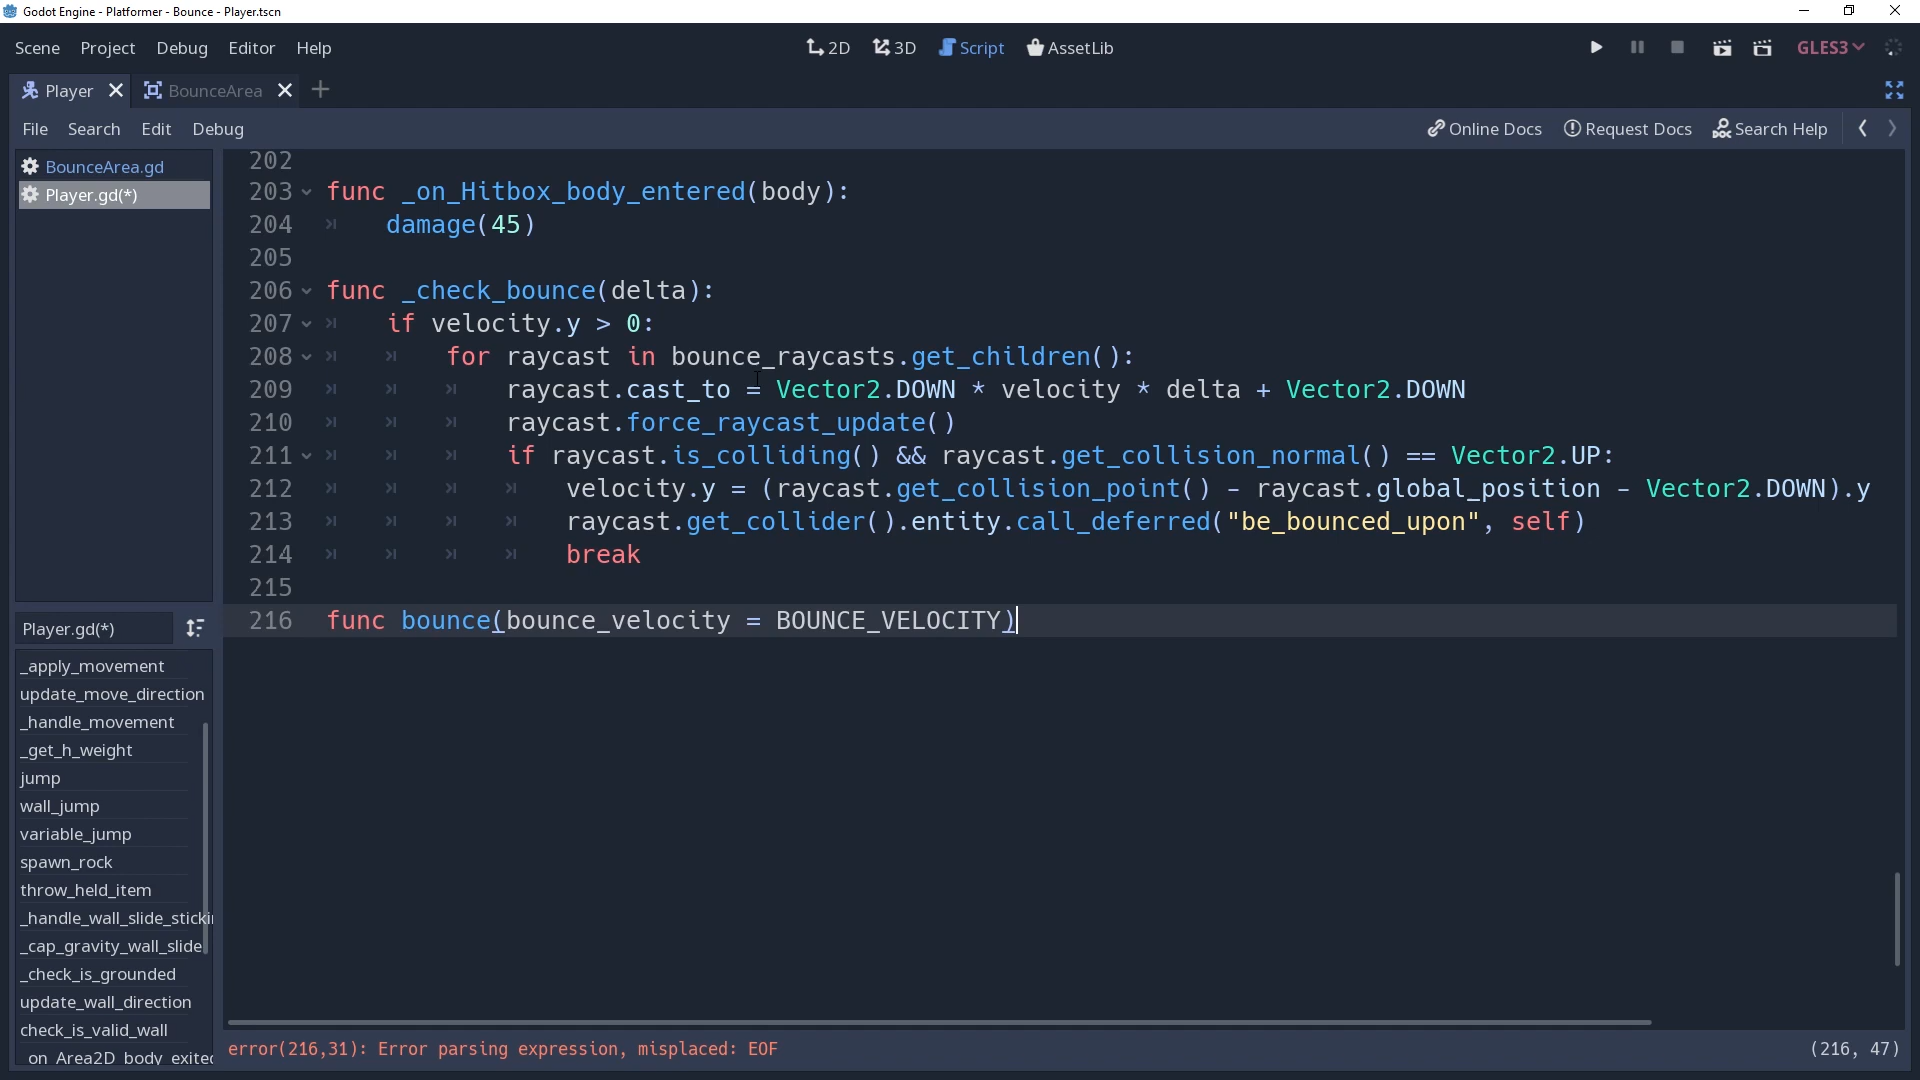 Godot Engine - Platformer - Bounce - Player.tscn
Scene Project Debug Editor Help
2D 3D Script AssetLib
GLES3
Player BounceArea
File Search Edit Debug
Online Docs Request Docs Search Help
BounceArea.gd
Player.gd(*)
202
203 func _on_Hitbox_body_entered(body):
204 damage(45)
205
206 func _check_bounce(delta):
207 if velocity.y > 0:
208 for raycast in bounce_raycasts.get_children():
209 raycast.cast_to = Vector2.DOWN * velocity * delta + Vector2.DOWN
210 raycast.force_raycast_update()
211 if raycast.is_colliding() && raycast.get_collision_normal() == Vector2.UP:
212 velocity.y = (raycast.get_collision_point() - raycast.global_position - Vector2.DOWN).y
213 raycast.get_collider().entity.call_deferred("be_bounced_upon", self)
214 break
215
216 func bounce(bounce_velocity = BOUNCE_VELOCITY)
Player.gd(*)
_apply_movement
update_move_direction
_handle_movement
_get_h_weight
jump
wall_jump
variable_jump
spawn_rock
throw_held_item
_handle_wall_slide_stickin
_cap_gravity_wall_slide
_check_is_grounded
update_wall_direction
check_is_valid_wall
_on_Area2D_body_exited
error(216,31): Error parsing expression, misplaced: EOF
(216, 47)